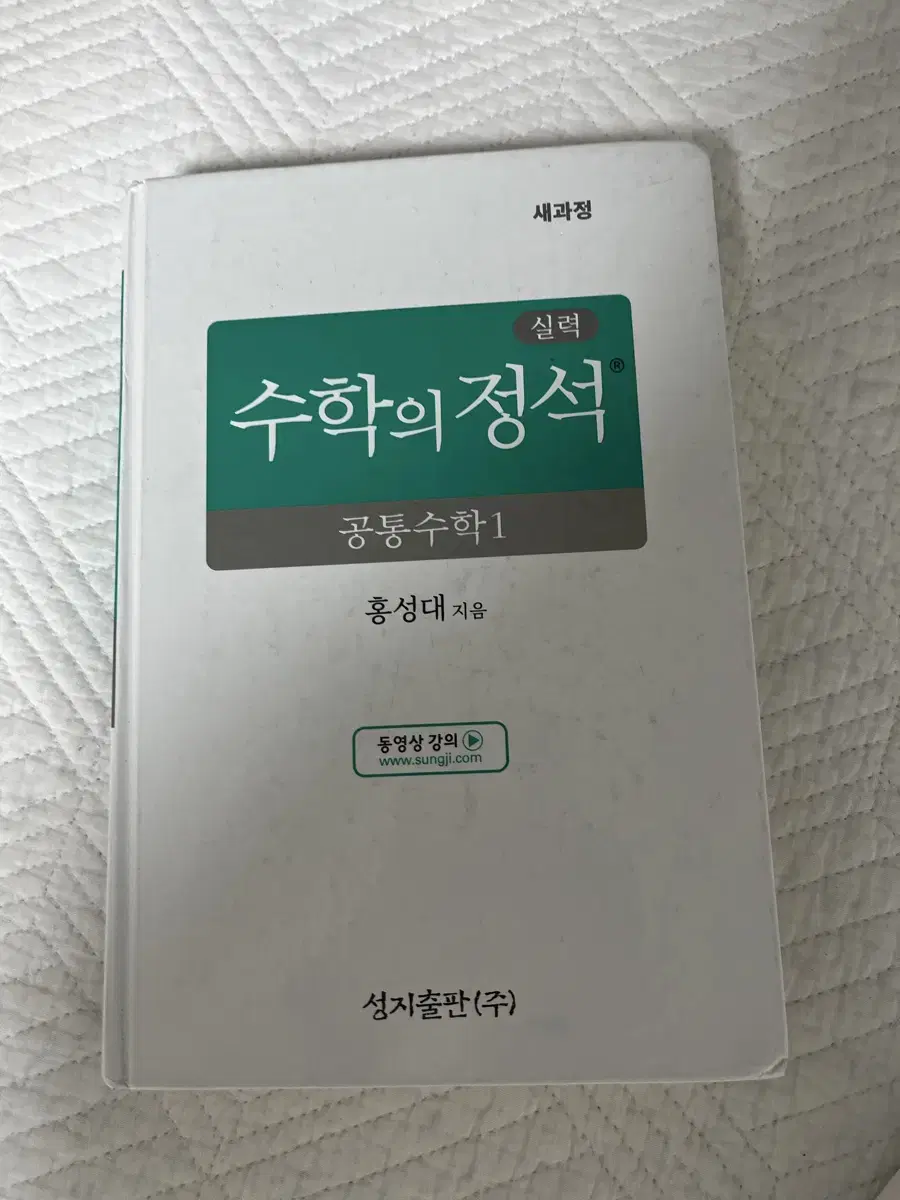 새과정
실력
수학의 정석®
공통수학1
홍성대 지음
동영상 강의
www.sungji.com
성지출판(주)